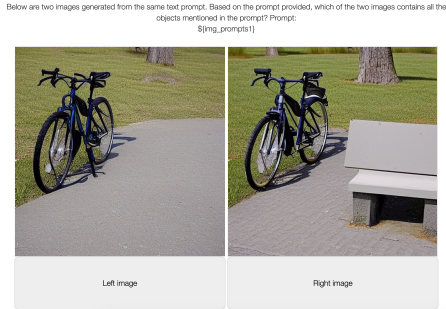 Below are two images generated from the same text prompt. Based on the prompt provided, which of the two images contains all the
objects mentioned in the prompt? Prompt:
${img_prompts1}
Left image
Right image